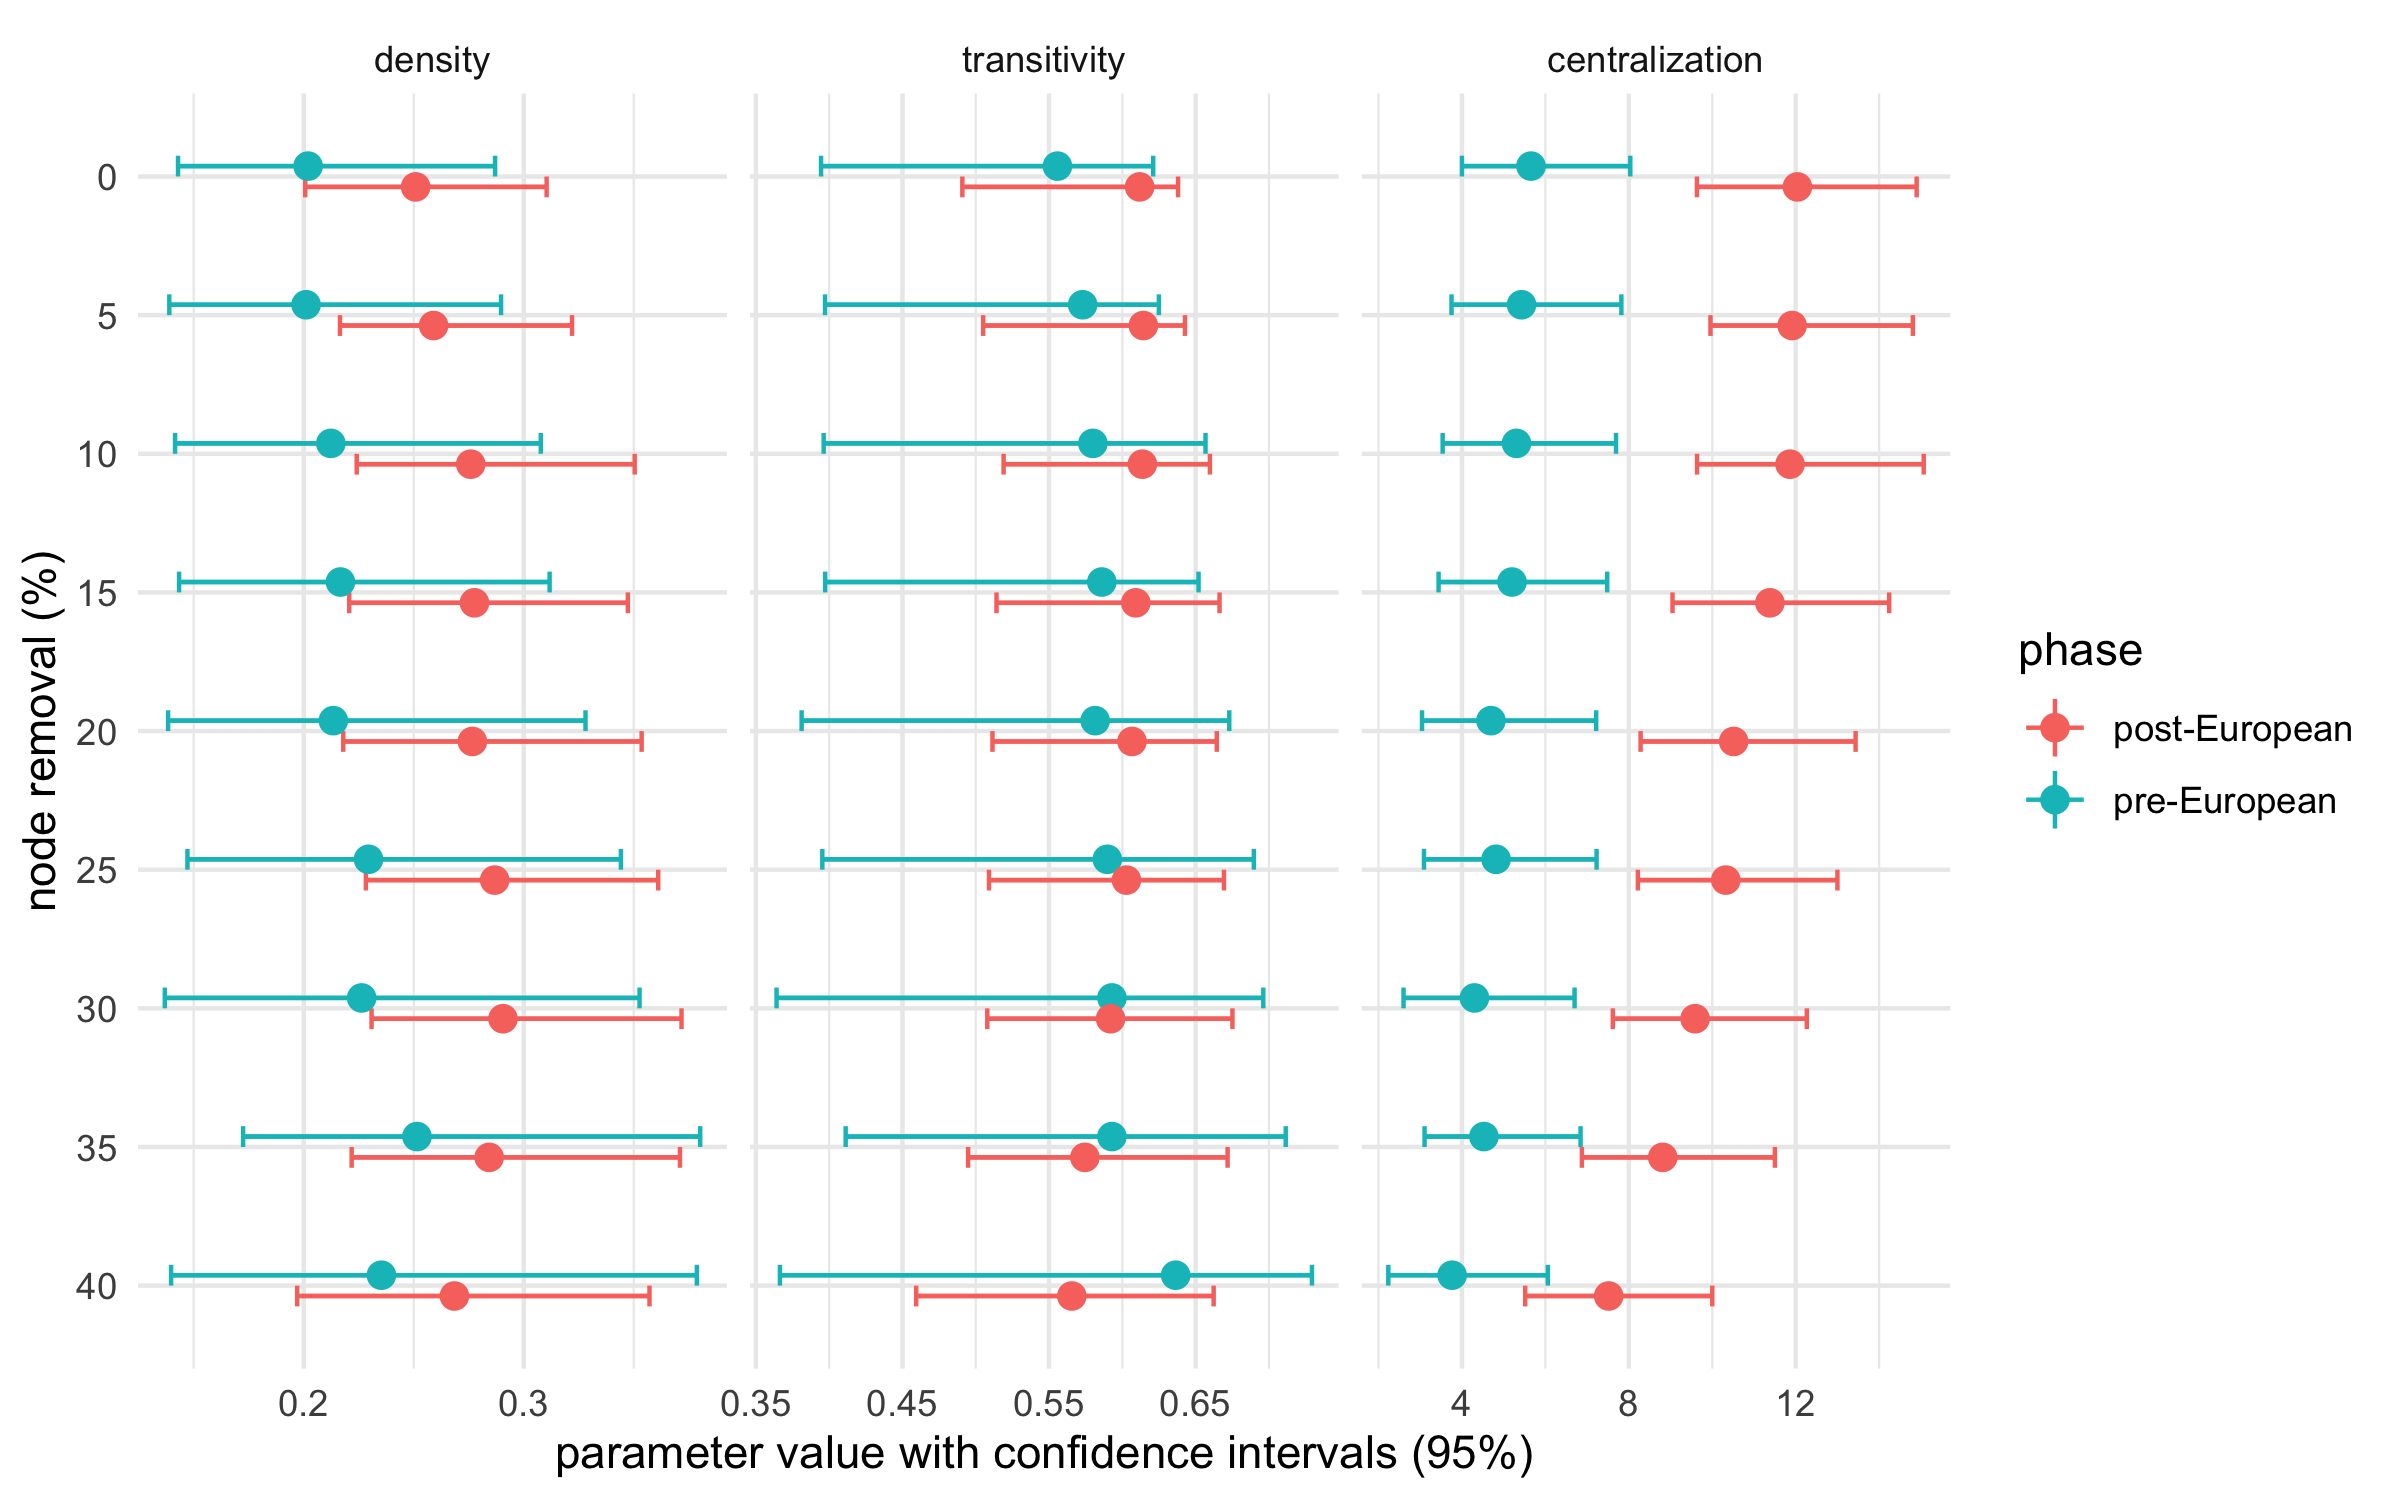 density transitivity centralization
0
5
10
15
20
25
30
35
40
node removal (%)
0.2 0.3 0.35 0.45 0.55 0.65 4 8 12
parameter value with confidence intervals (95%)
phase
post-European
pre-European